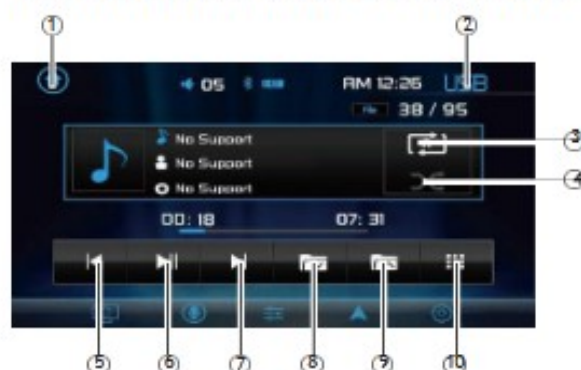 ① ②
05 AM 12:26 USB
File 38 / 95
No Support
③
No Support
④
No Support
00: 18 07: 31
⑤ ⑥ ⑦ ⑧ ⑨ ⑩